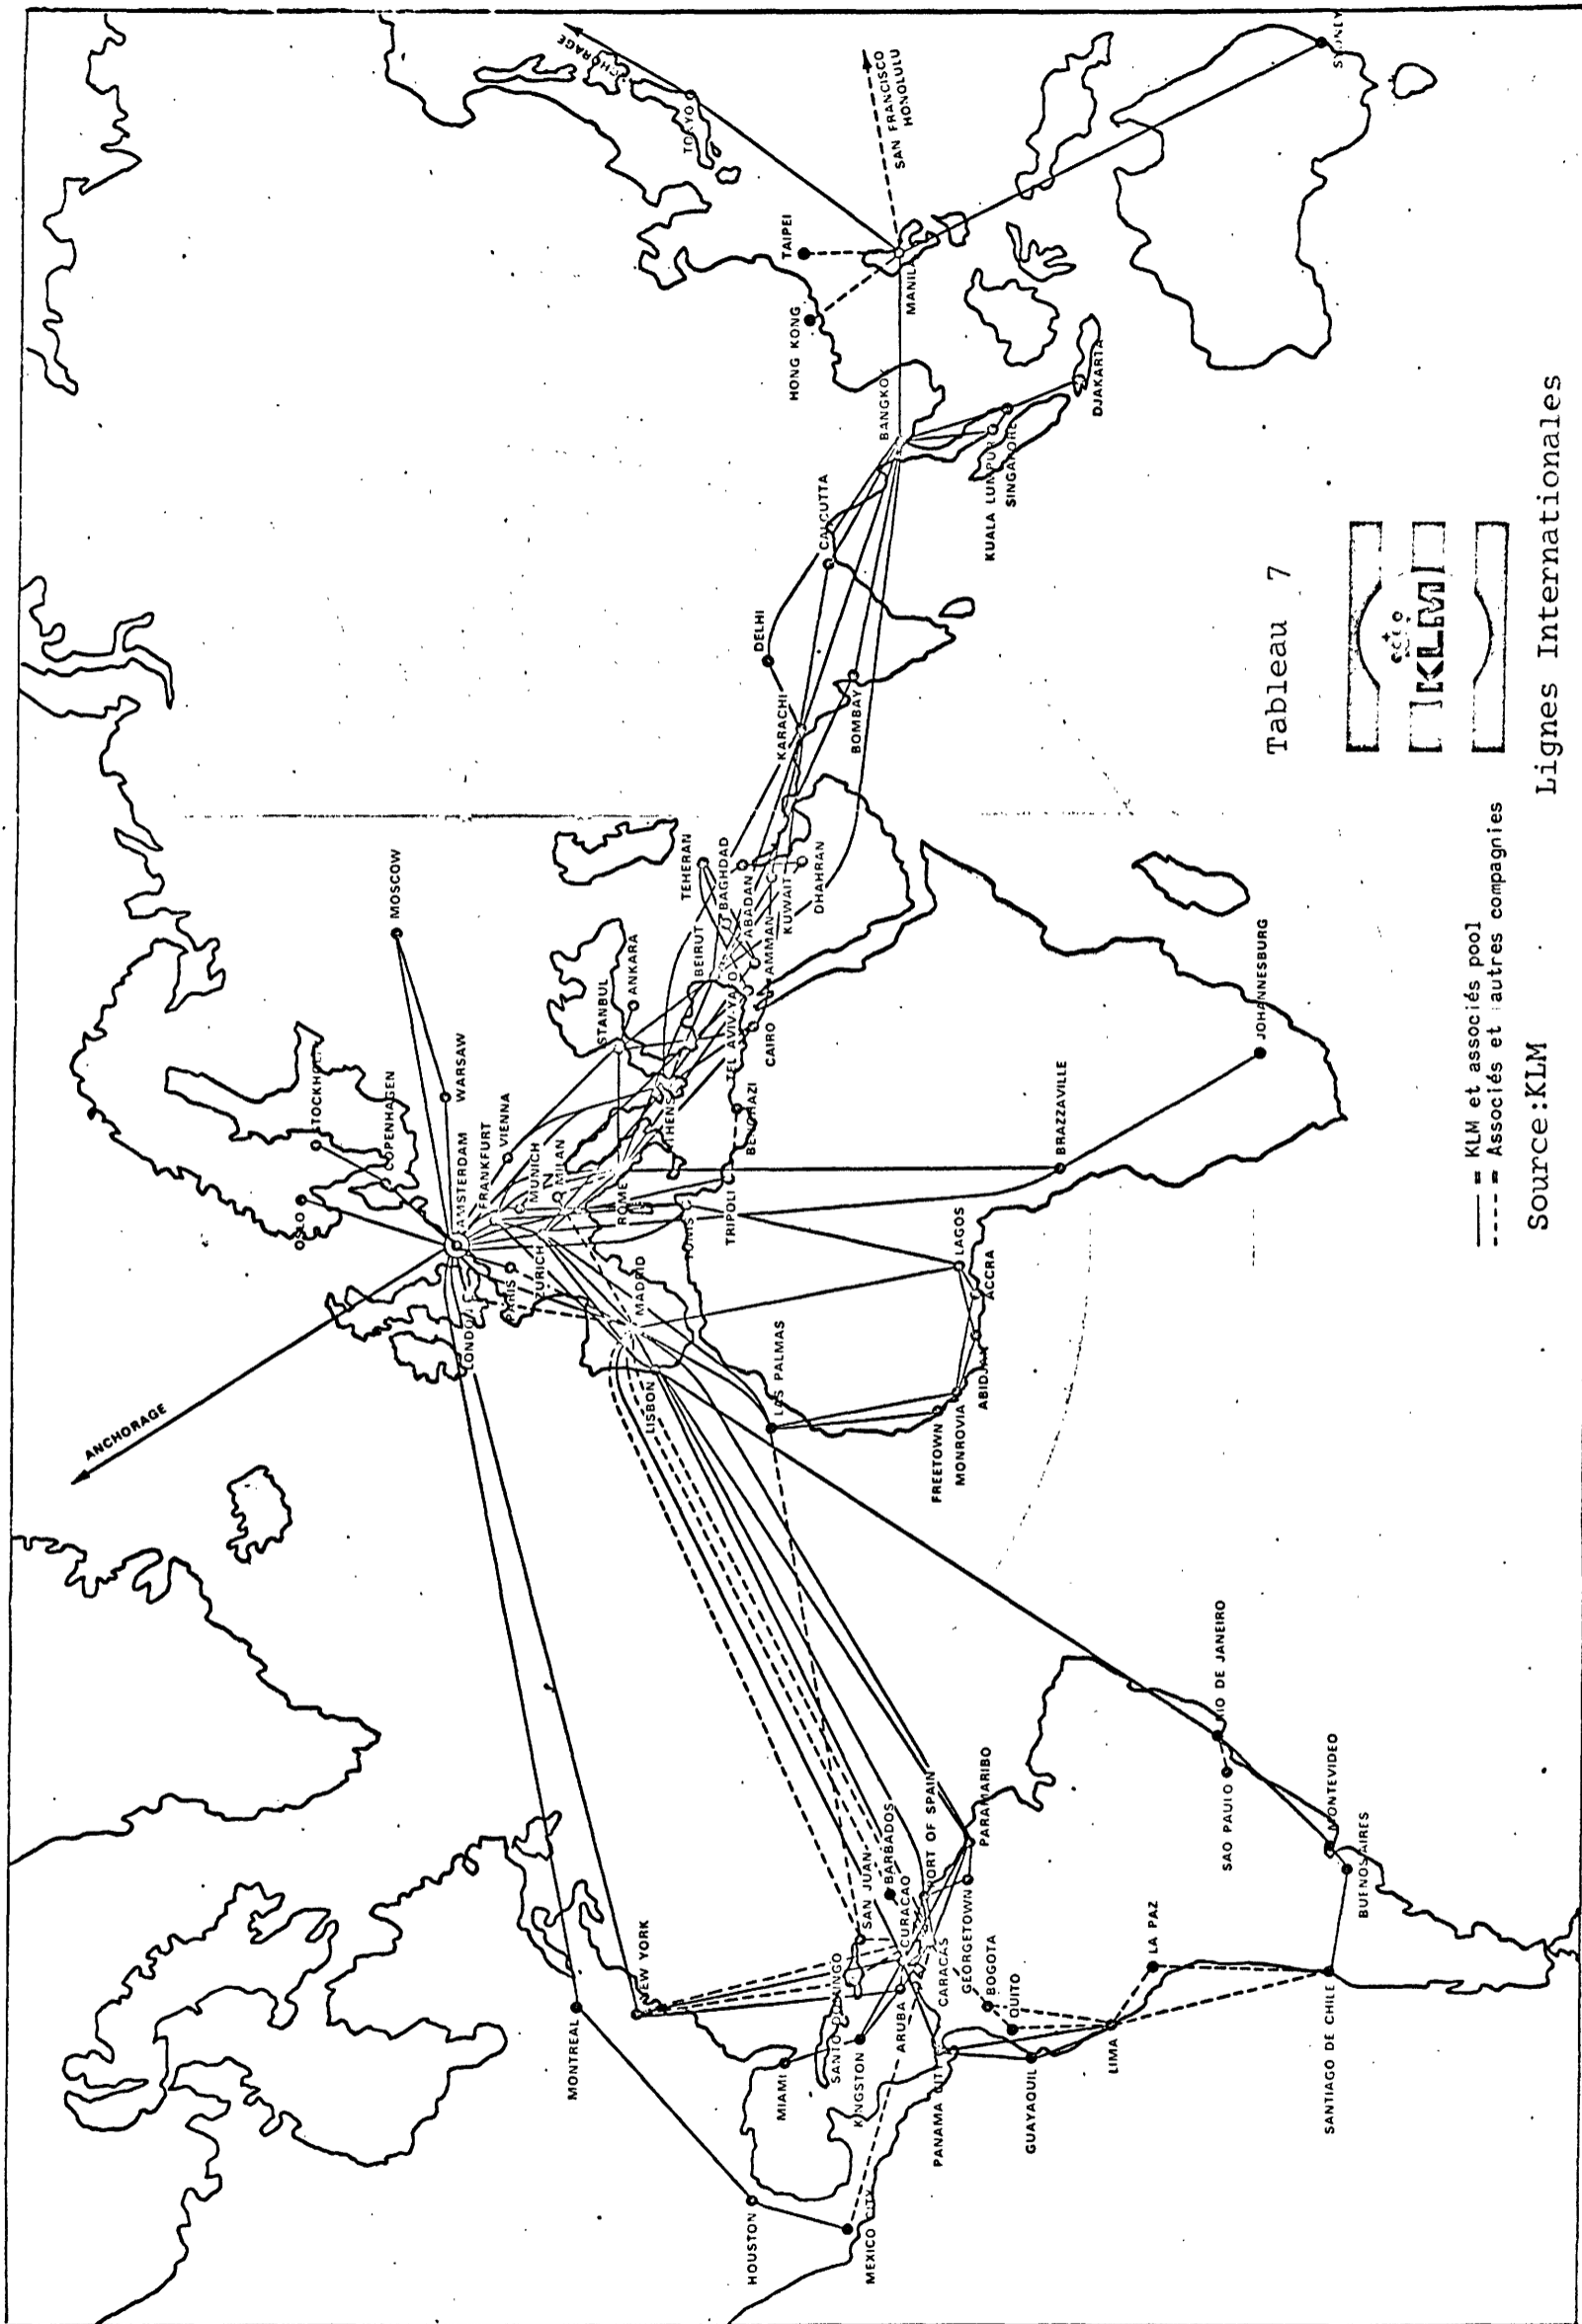 ANCHORAGE
MOSCOW
OSLO
STOCKHOLM
COPENHAGEN
WARSAW
AMSTERDAM
FRANKFURT
VIENNA
MUNICH
MILAN
ZURICH
PARIS
LONDON
ROME
MADRID
LISBON
ISTANBUL
ANKARA
ATHENS
BEIRUT
TEHERAN
BAGHDAD
ABADAN
AMMAN
KUWAIT
DHAHRAN
TEL AVIV-YAFO
CAIRO
BENGHAZI
TRIPOLI
TUNIS
LAS PALMAS
FREETOWN
MONROVIA
ABIDJAN
ACCRA
LAGOS
BRAZZAVILLE
JOHANNESBURG
KARACHI
DELHI
BOMBAY
CALCUTTA
BANGKOK
KUALA LUMPUR
SINGAPORE
DJAKARTA
HONG KONG
TAIPEI
MANILA
TOKYO
ANCHORAGE
SAN FRANCISCO
HONOLULU
SYDNEY
MONTREAL
NEW YORK
HOUSTON
MIAMI
MEXICO CITY
SANTO DOMINGO
KINGSTON
ARUBA
SAN JUAN
BARBADOS
CURACAO
PORT OF SPAIN
CARACAS
GEORGETOWN
PARAMARIBO
PANAMA CITY
BOGOTA
QUITO
GUAYAQUIL
LIMA
LA PAZ
SANTIAGO DE CHILE
BUENOS AIRES
MONTEVIDEO
SAO PAULO
RIO DE JANEIRO
—— = KLM et associés pool
---- = Associés et autres compagnies
Source:KLM
Tableau 7
KLM
Lignes Internationales